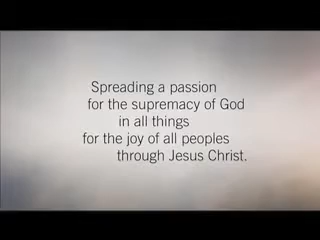 Spreading a passion
for the supremacy of God
in all things
for the joy of all peoples
through Jesus Christ.